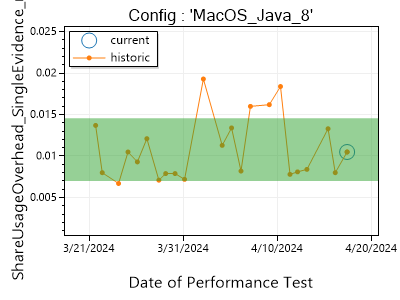 Config : 'MacOS_Java_8'
current
historic
0.025
0.02
0.015
0.01
0.005
ShareUsageOverhead_SingleEvidence_
3/21/2024
3/31/2024
4/10/2024
4/20/2024
Date of Performance Test